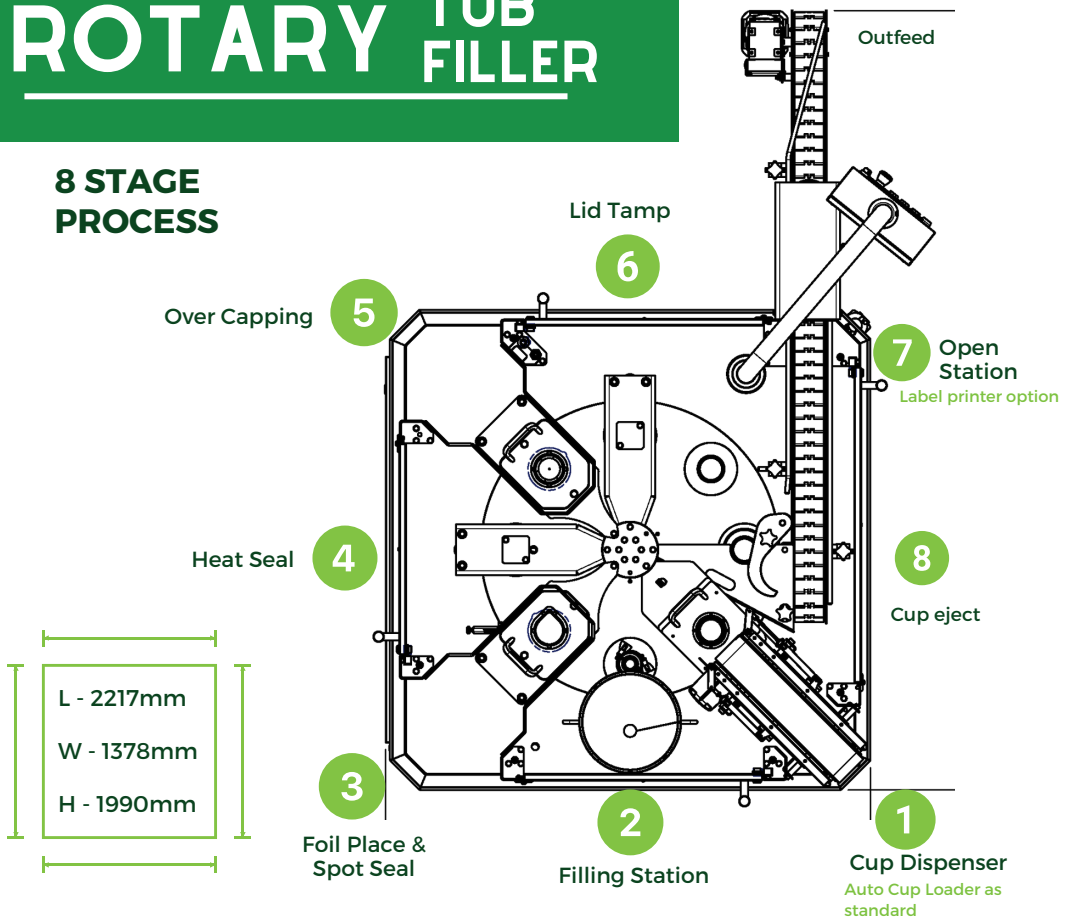 ROTARY TUB
FILLER
8 STAGE
PROCESS
Outfeed
Lid Tamp
6
Over Capping
5
7
Open
Station
Label printer option
Heat Seal
4
8
Cup eject
L - 2217mm
W - 1378mm
H - 1990mm
3
Foil Place &
Spot Seal
2
Filling Station
1
Cup Dispenser
Auto Cup Loader as
standard